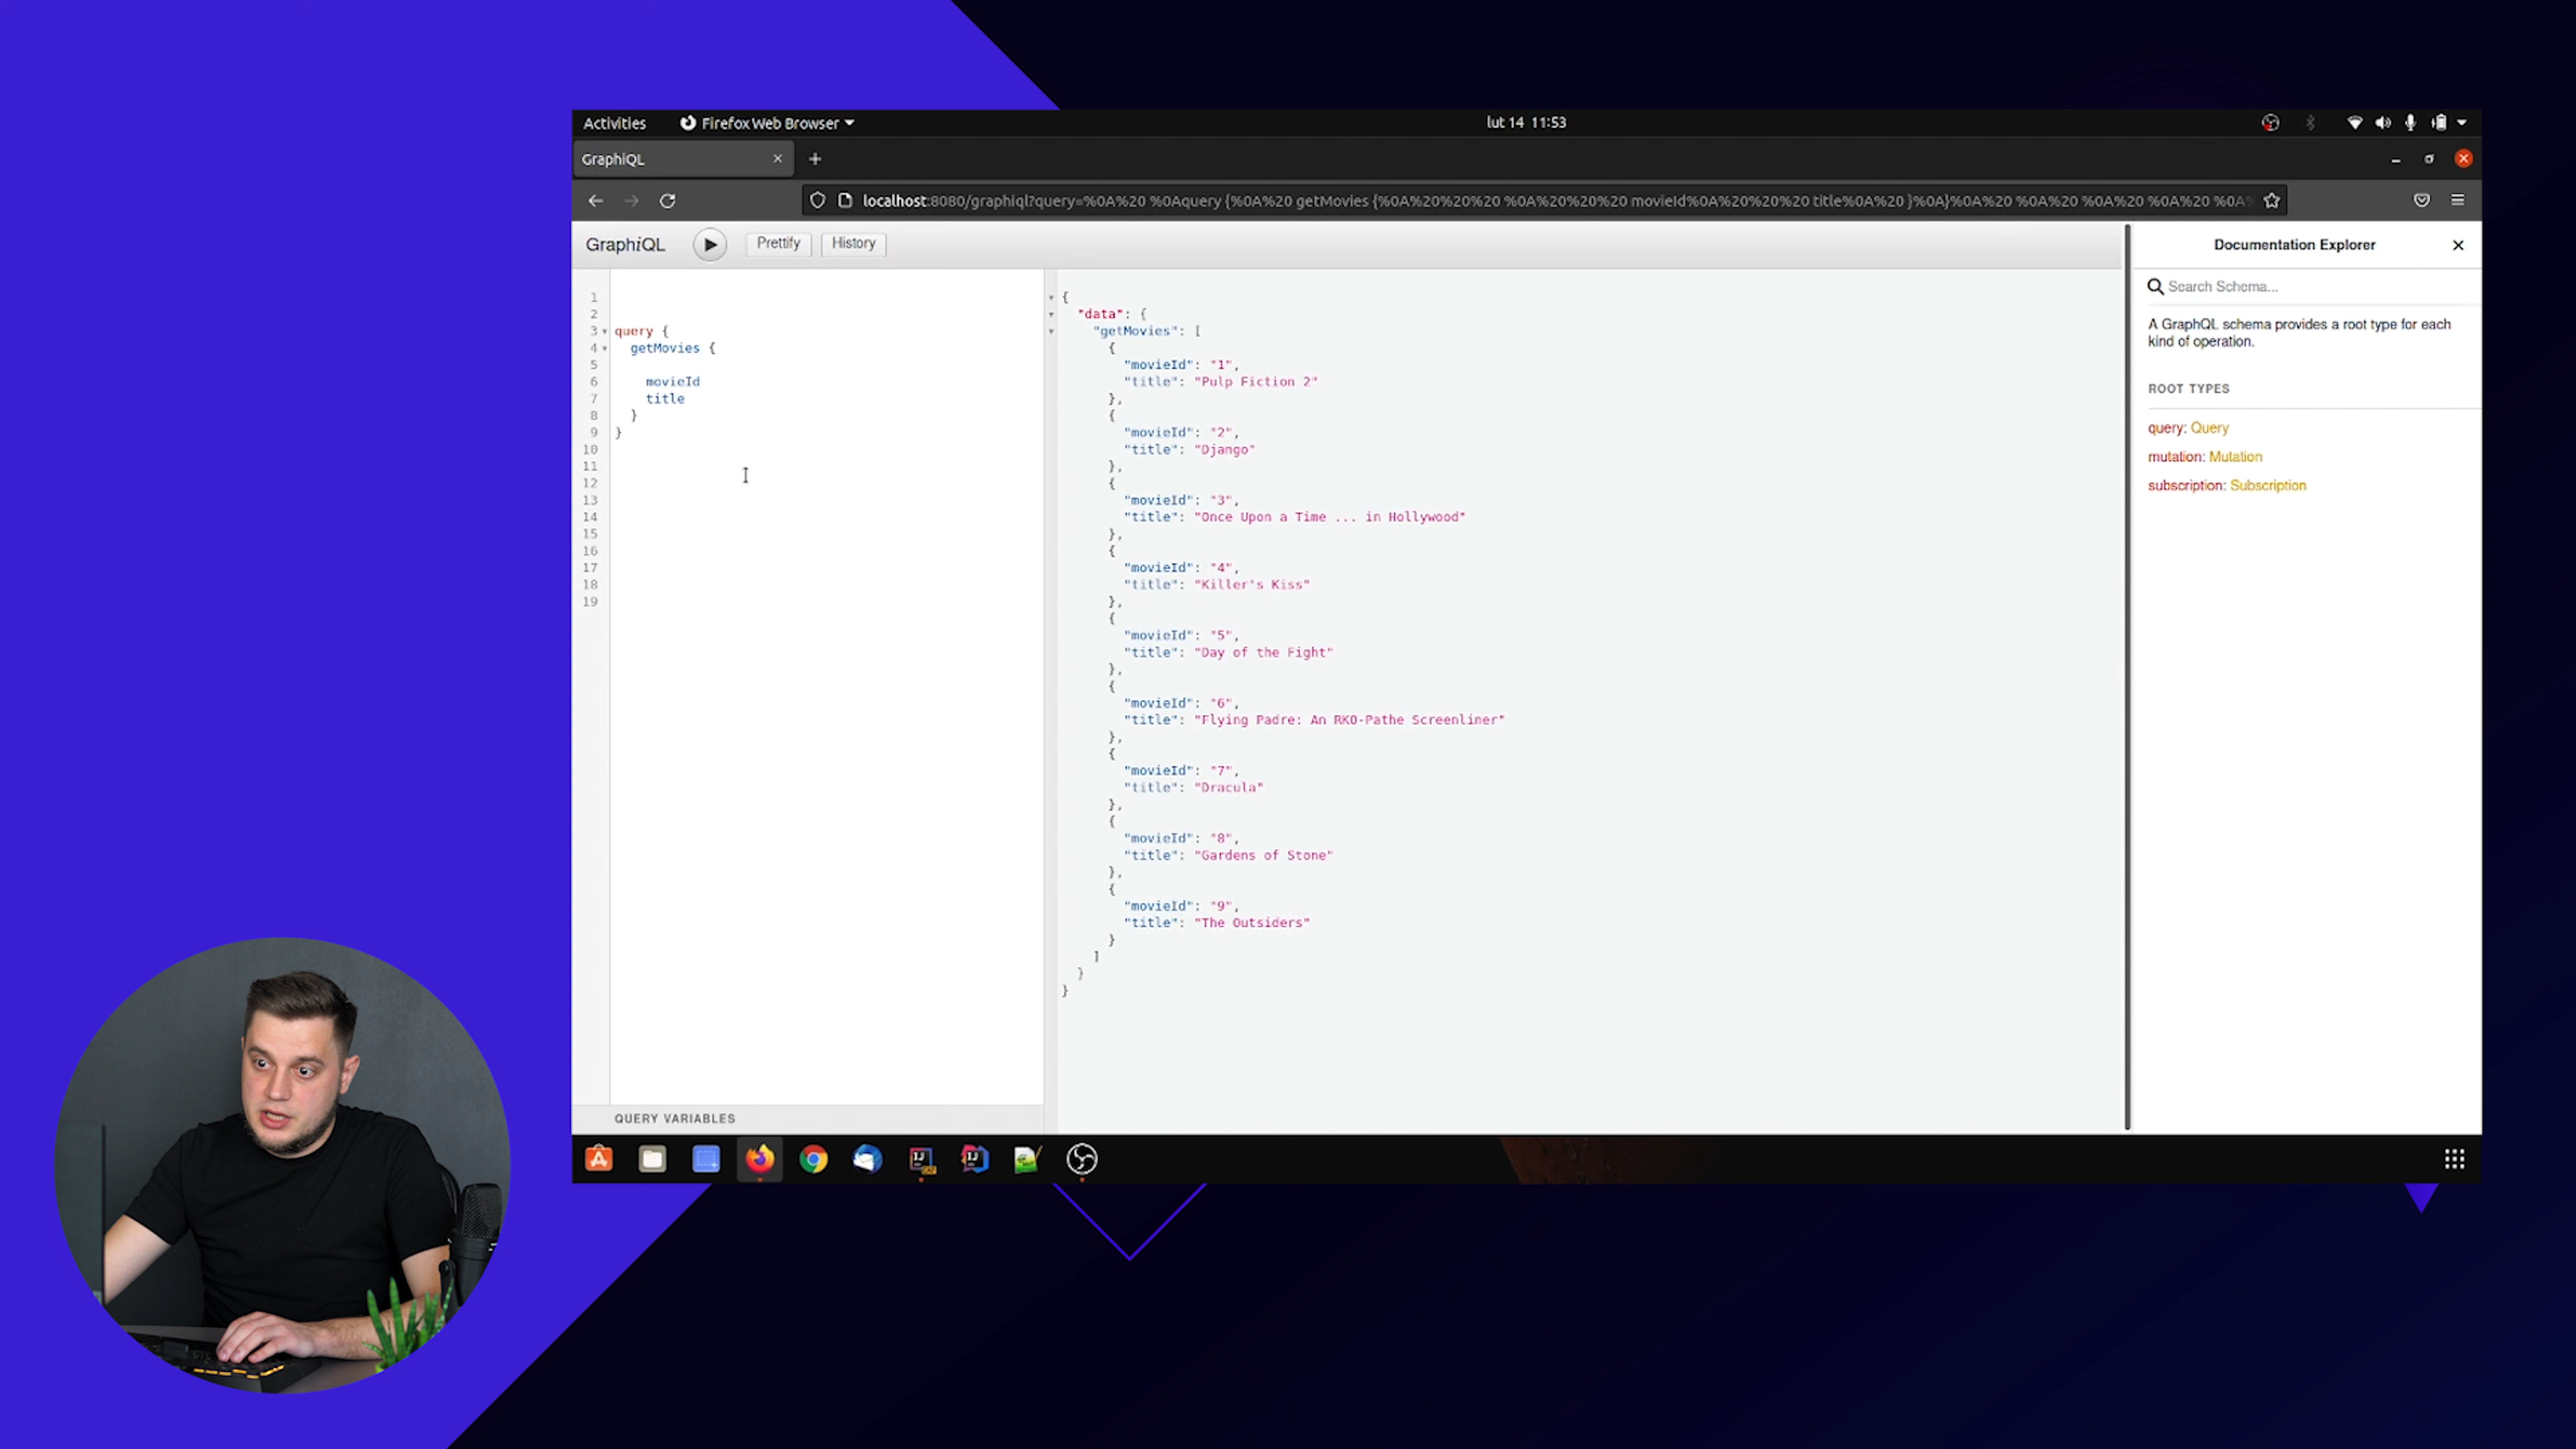 Activities Firefox Web Browser lut 14 11:53
GraphiQL
localhost:8080/graphiql?query=%0A%20 %0Aquery {%0A%20 getMovies {%0A%20%20%20 %0A%20%20%20 movieId%0A%20%20%20 title%0A%20 }%0A}%0A%20 %0A%20 %0A%20 %0A%20 %0A%20 %0A%
GraphiQL Prettify History
1
2
3 query {
4 getMovies {
5
6 movieId
7 title
8 }
9 }
10
11
12
13
14
15
16
17
18
19
QUERY VARIABLES
{
"data": {
"getMovies": [
{
"movieId": "1",
"title": "Pulp Fiction 2"
},
{
"movieId": "2",
"title": "Django"
},
{
"movieId": "3",
"title": "Once Upon a Time ... in Hollywood"
},
{
"movieId": "4",
"title": "Killer's Kiss"
},
{
"movieId": "5",
"title": "Day of the Fight"
},
{
"movieId": "6",
"title": "Flying Padre: An RKO-Pathe Screenliner"
},
{
"movieId": "7",
"title": "Dracula"
},
{
"movieId": "8",
"title": "Gardens of Stone"
},
{
"movieId": "9",
"title": "The Outsiders"
}
]
}
}
Documentation Explorer
Search Schema...
A GraphQL schema provides a root type for each
kind of operation.
ROOT TYPES
query: Query
mutation: Mutation
subscription: Subscription